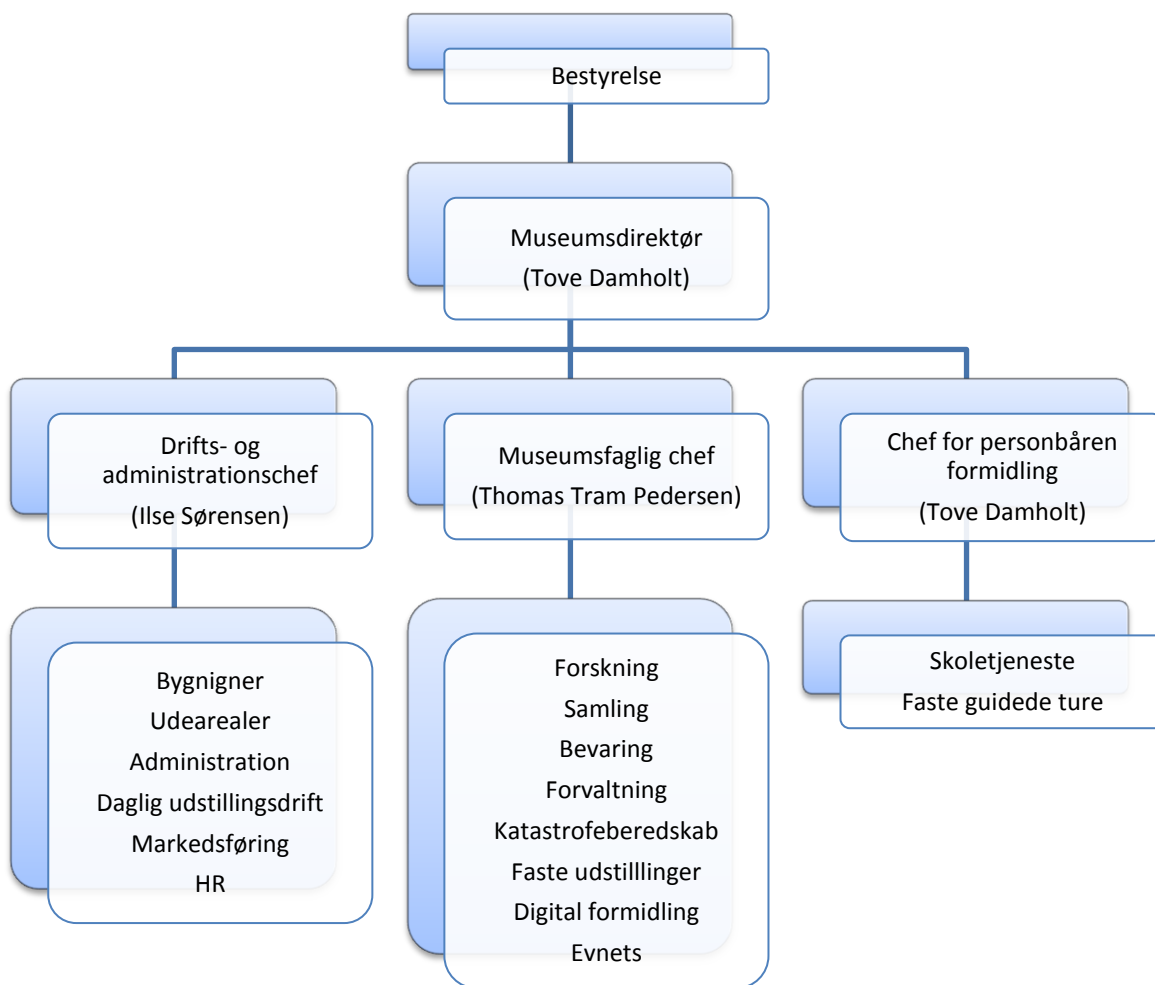 Bestyrelse
Museumsdirektør
(Tove Damholt)
Drifts- og
administrationschef
(Ilse Sørensen)
Museumsfaglig chef
(Thomas Tram Pedersen)
Chef for personbåren
formidling
(Tove Damholt)
Bygnigner
Udearealer
Administration
Daglig udstillingsdrift
Markedsføring
HR
Forskning
Samling
Bevaring
Forvaltning
Katastrofeberedskab
Faste udstilllinger
Digital formidling
Evnets
Skoletjeneste
Faste guidede ture